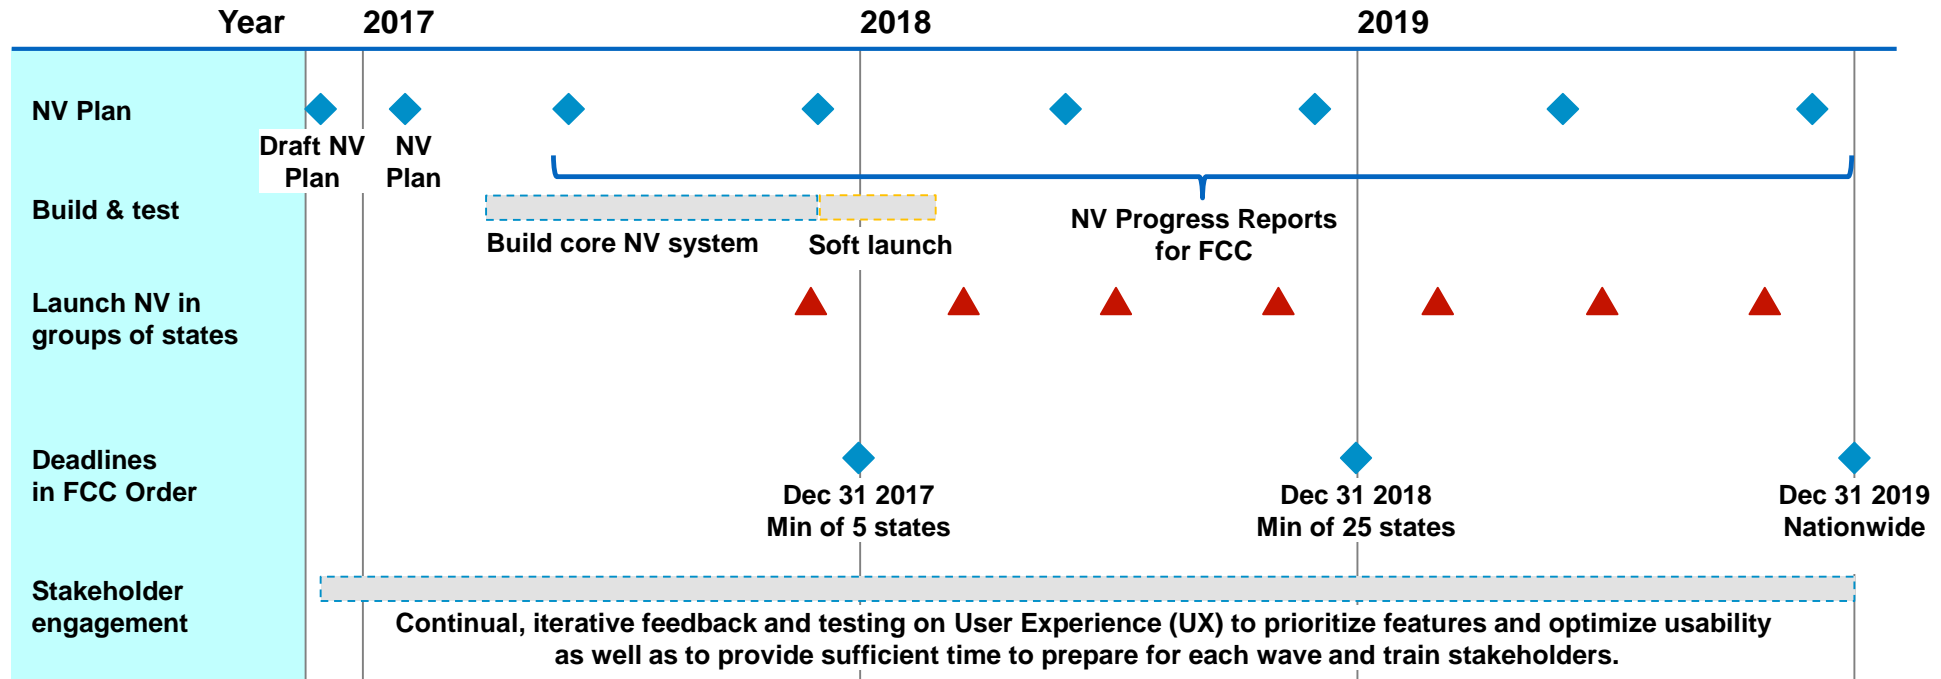 Year 2017 2018 2019
NV Plan
Draft NV
Plan
NV
Plan
Build & test
Build core NV system
Soft launch
NV Progress Reports
for FCC
Launch NV in
groups of states
Deadlines
in FCC Order
Dec 31 2017
Min of 5 states
Dec 31 2018
Min of 25 states
Dec 31 2019
Nationwide
Stakeholder
engagement
Continual, iterative feedback and testing on User Experience (UX) to prioritize features and optimize usability
as well as to provide sufficient time to prepare for each wave and train stakeholders.